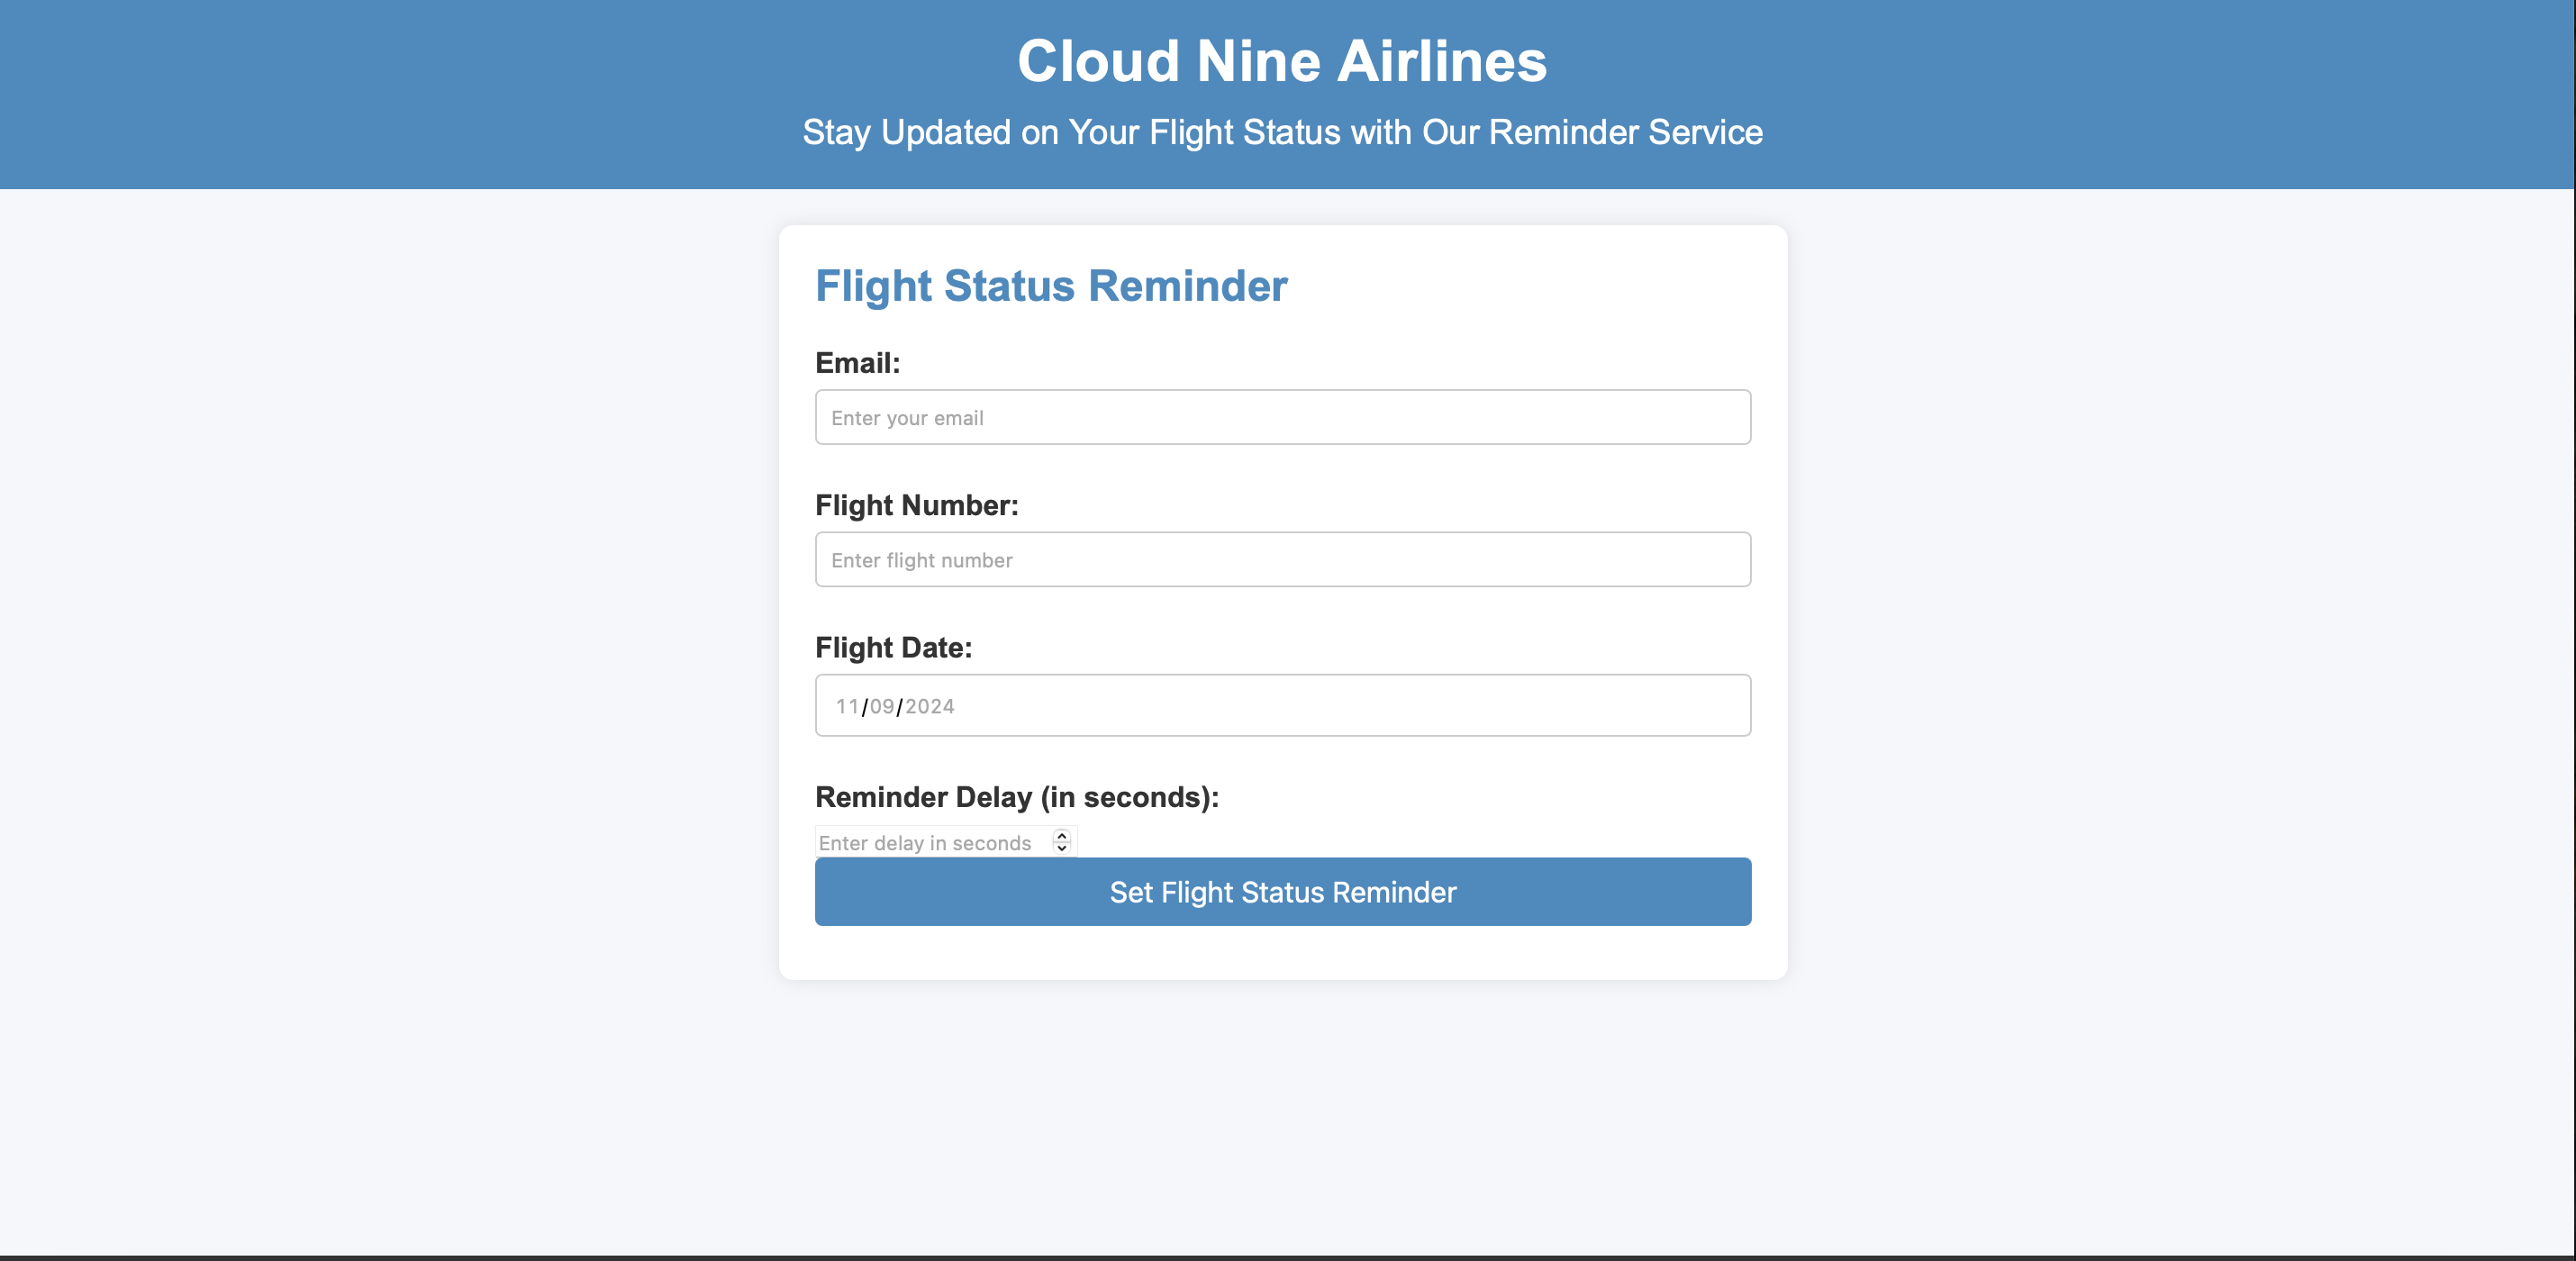 Cloud Nine Airlines
Stay Updated on Your Flight Status with Our Reminder Service
Flight Status Reminder
Email:
Enter your email
Flight Number:
Enter flight number
Flight Date:
11/09/2024
Reminder Delay (in seconds):
Enter delay in seconds
Set Flight Status Reminder